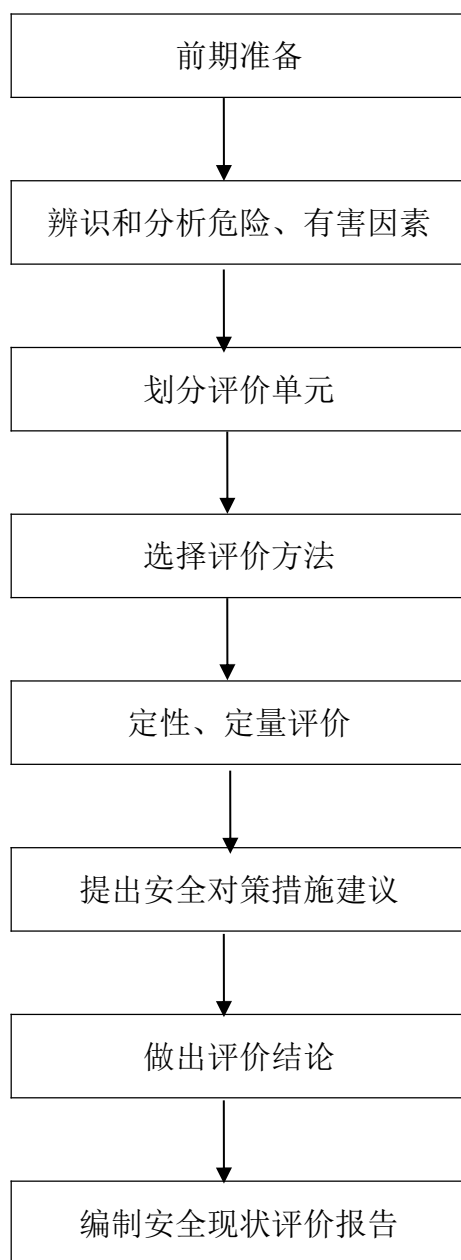 前期准备
辨识和分析危险、有害因素
划分评价单元
选择评价方法
定性、定量评价
提出安全对策措施建议
做出评价结论
编制安全现状评价报告